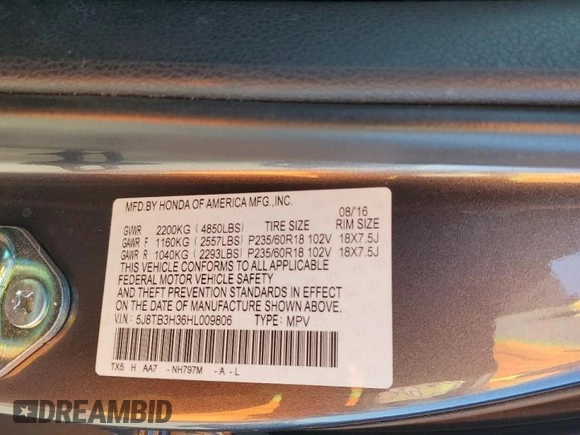 MFD.BY HONDA OF AMERICA MFG.,INC.
08/16
GVWR 2200KG (4850LBS) TIRE SIZE RIM SIZE
GAWR F 1160KG (2557LBS) P235/60R18 102V 18X7.5J
GAWR R 1040KG (2293LBS) P235/60R18 102V 18X7.5J
THIS VEHICLE CONFORMS TO ALL APPLICABLE
FEDERAL MOTOR VEHICLE SAFETY
AND THEFT PREVENTION STANDARDS IN EFFECT
ON THE DATE OF MANUFACTURE SHOWN ABOVE.
V.I.N: 5J8TB3H36HL009806 TYPE: MPV
TX5 H AA7 -NH797M -A-L
DREAMBID